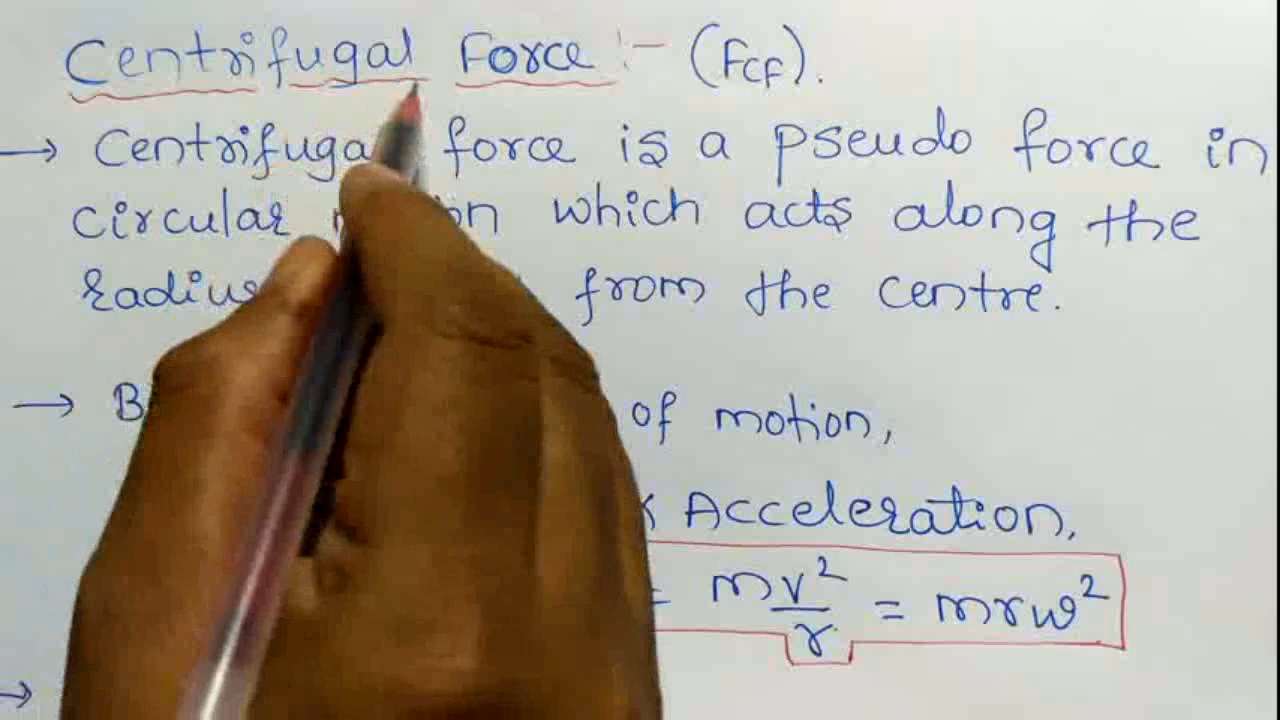 Centrifugal Force :- (FCF).
→ Centrifuga force is a pseudo force in
circular which acts along the
radius from the centre.
→ of motion,
Acceleration,
= mv²/r = mrω²
→